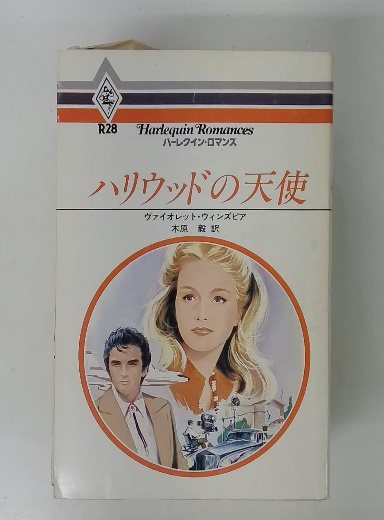 R28
Harlequin Romances
ハーレクイン・ロマンス
ハリウッドの天使
ヴァイオレット・ウィンズピア
木原 毅 訳